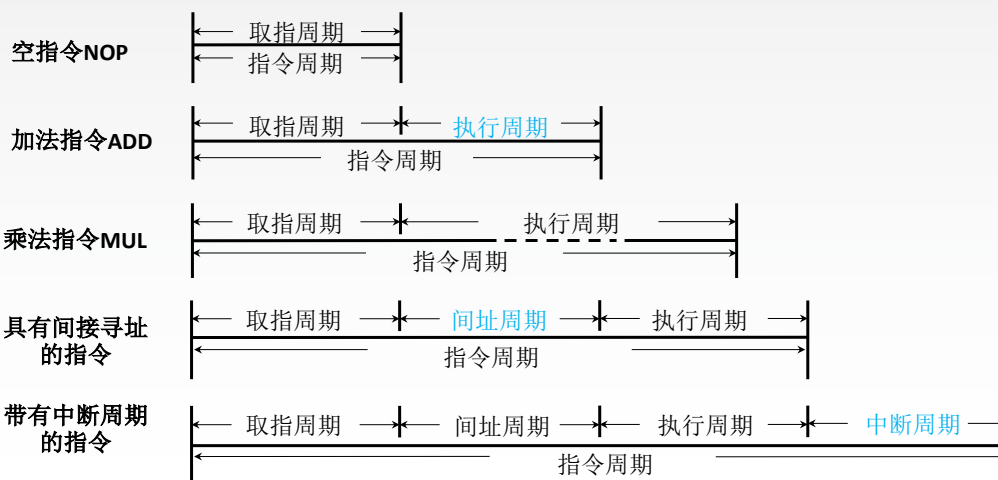 空指令NOP
取指周期
指令周期
加法指令ADD
取指周期 执行周期
指令周期
乘法指令MUL
取指周期 执行周期
指令周期
具有间接寻址
的指令
取指周期 间址周期 执行周期
指令周期
带有中断周期
的指令
取指周期 间址周期 执行周期 中断周期
指令周期